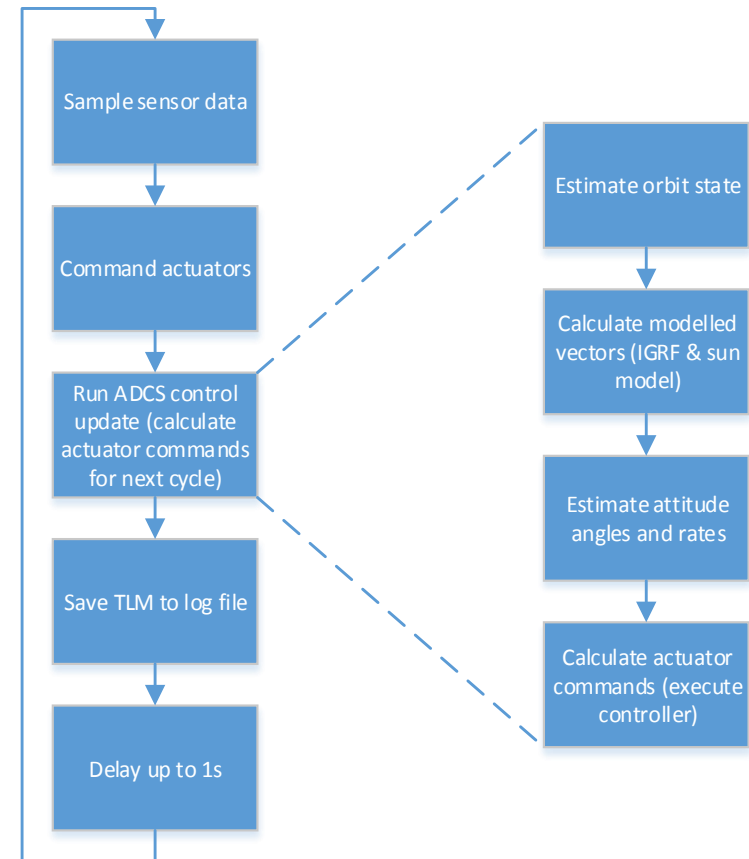 Sample sensor data
Command actuators
Run ADCS control
update (calculate
actuator commands
for next cycle)
Save TLM to log file
Delay up to 1s
Estimate orbit state
Calculate modelled
vectors (IGRF & sun
model)
Estimate attitude
angles and rates
Calculate actuator
commands (execute
controller)